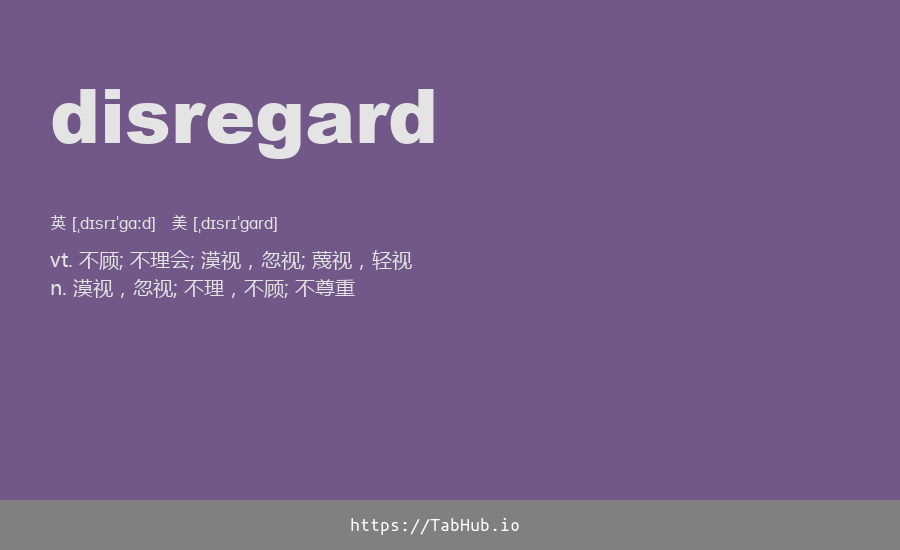 disregard
英 [ˌdɪsrɪˈɡɑːd] 美 [ˌdɪsrɪˈɡɑrd]
vt. 不顾; 不理会; 漠视，忽视; 蔑视，轻视
n. 漠视，忽视; 不理，不顾; 不尊重
https://TabHub.io